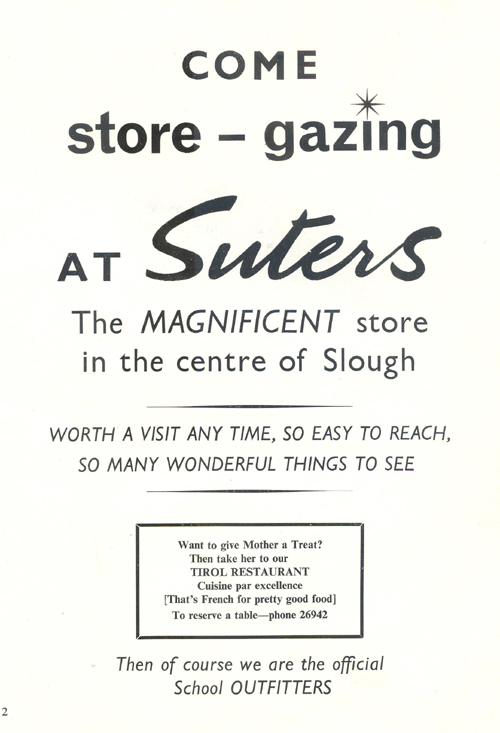 COME
store – gazing
AT Suters
The MAGNIFICENT store
in the centre of Slough
WORTH A VISIT ANY TIME, SO EASY TO REACH,
SO MANY WONDERFUL THINGS TO SEE
Want to give Mother a Treat?
Then take her to our
TIROL RESTAURANT
Cuisine par excellence
[That's French for pretty good food]
To reserve a table—phone 26942
Then of course we are the official
School OUTFITTERS
2